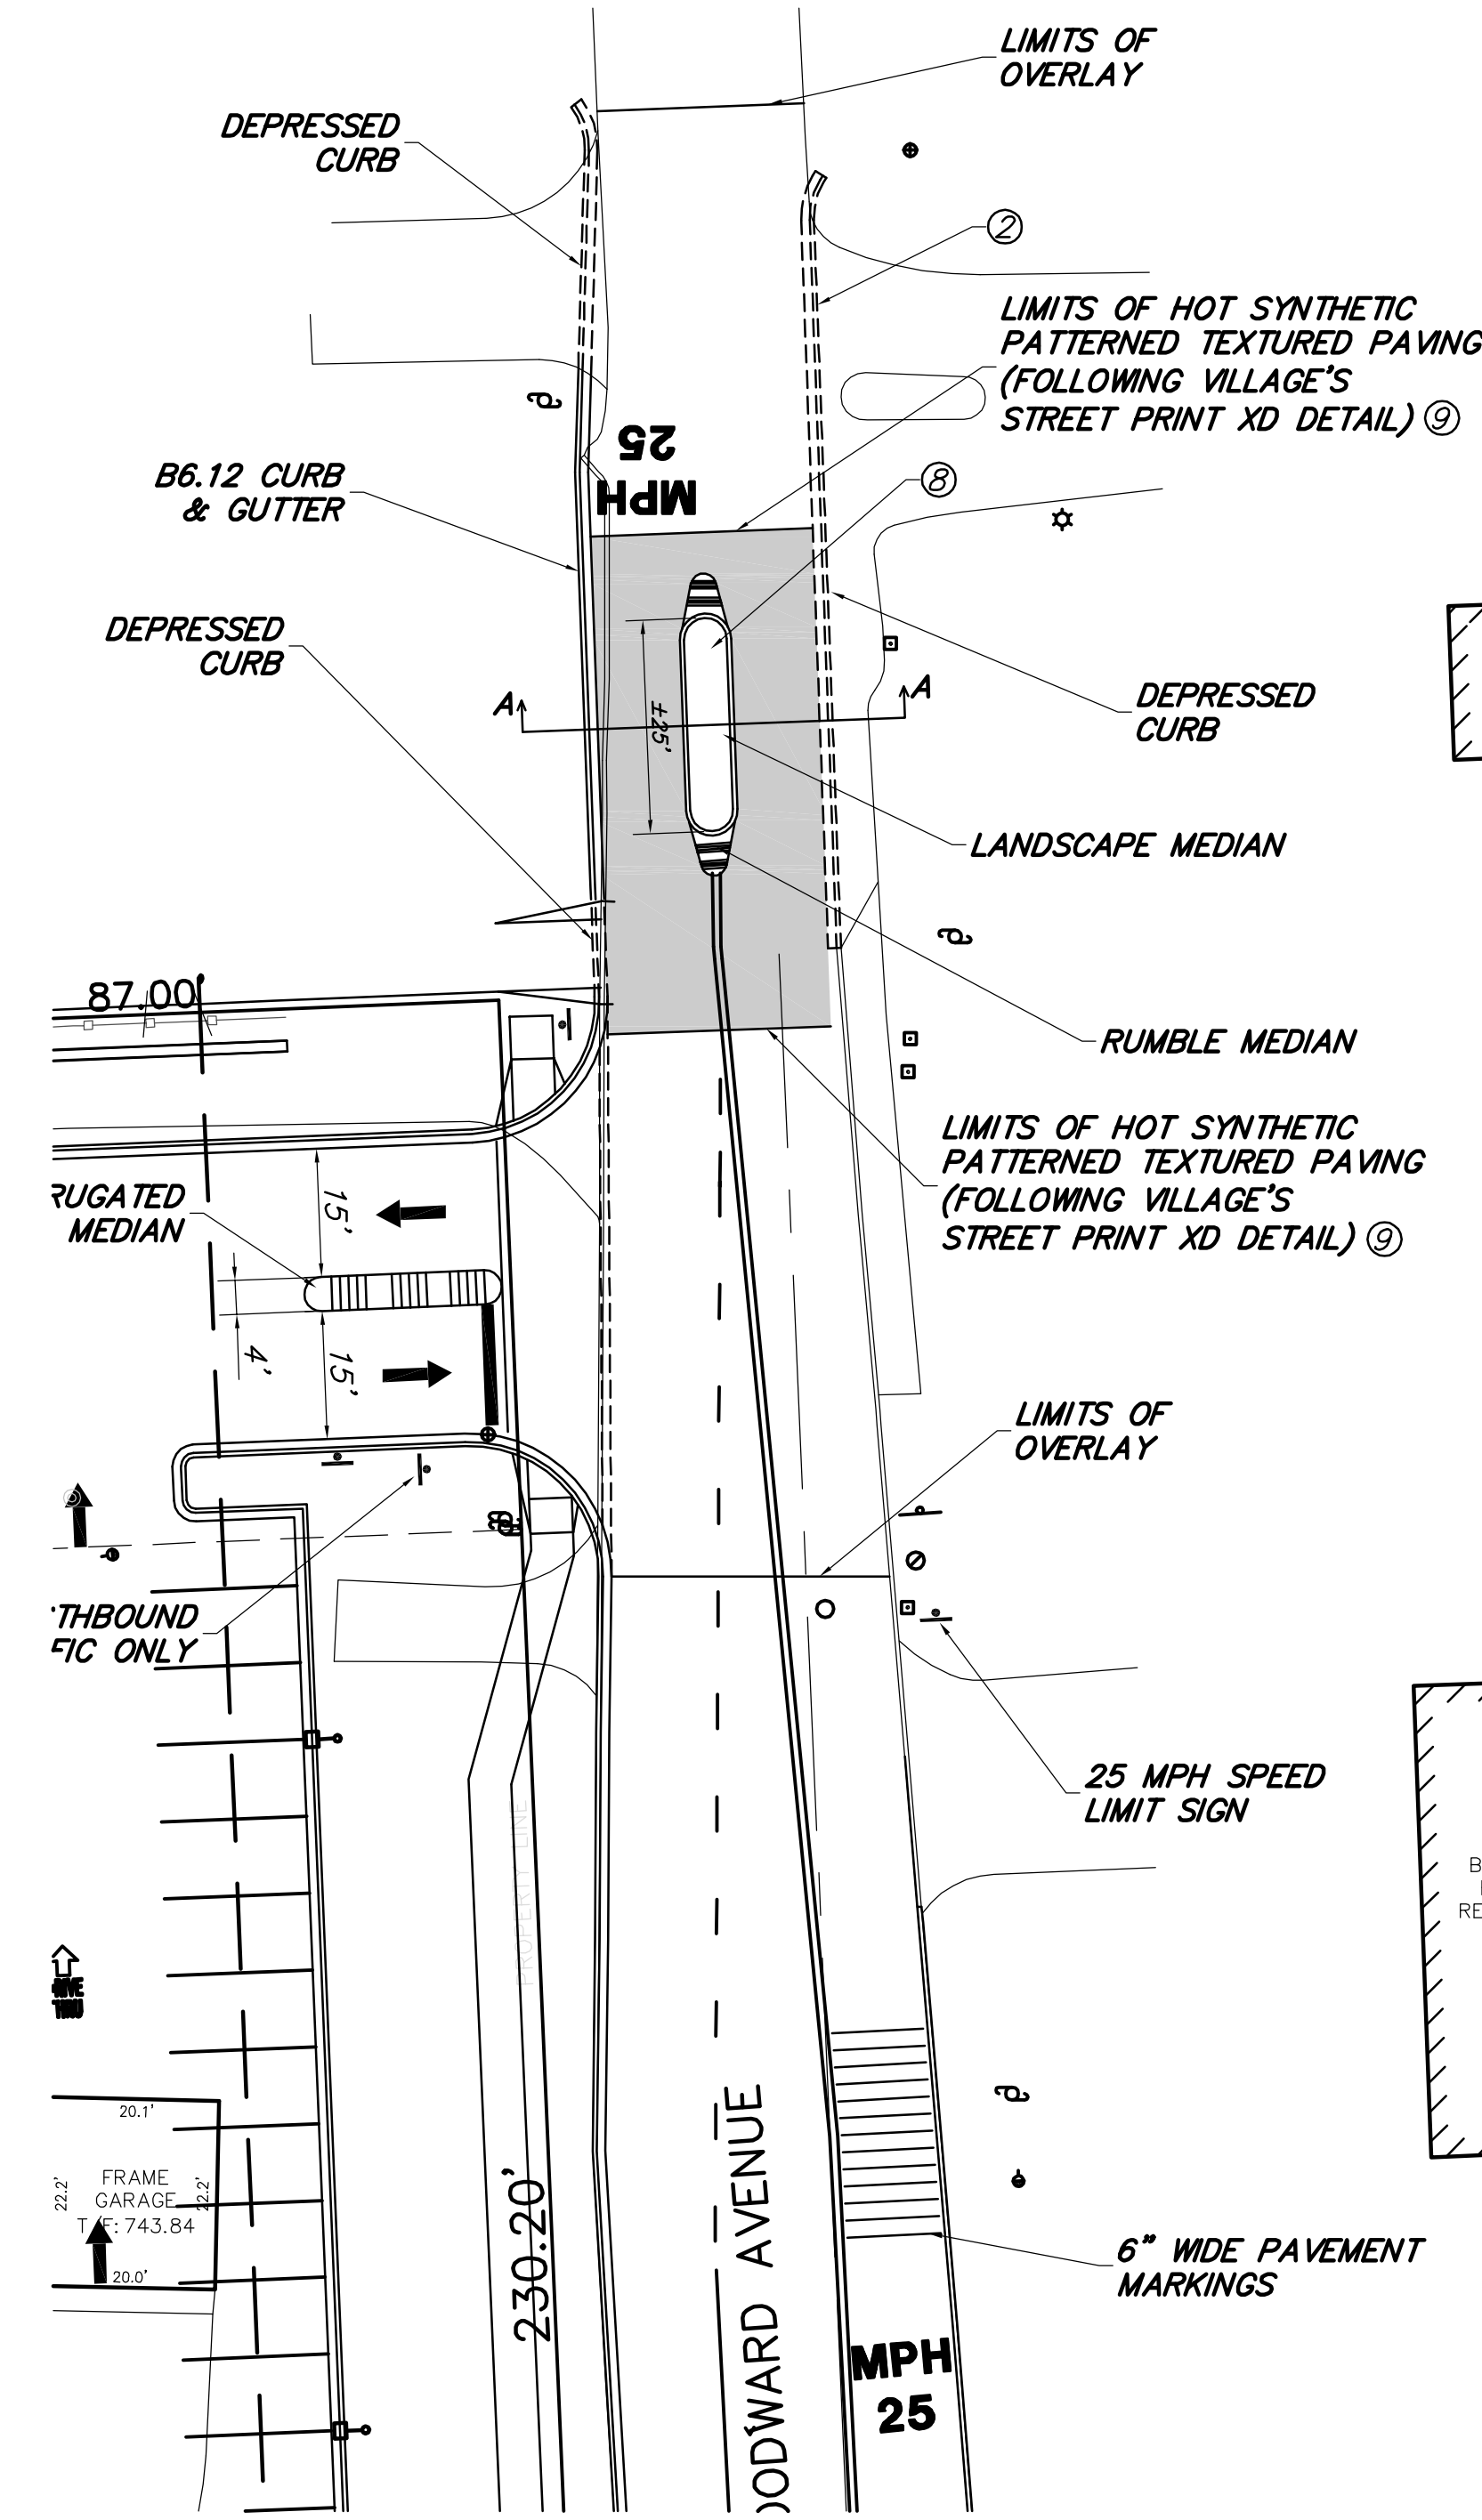 LIMITS OF
OVERLAY
DEPRESSED
CURB
2
LIMITS OF HOT SYNTHETIC
PATTERNED TEXTURED PAVING
(FOLLOWING VILLAGE'S
STREET PRINT XD DETAIL) 9
25
MPH
B6.12 CURB
& GUTTER
8
DEPRESSED
CURB
A
A
±25'
DEPRESSED
CURB
LANDSCAPE MEDIAN
87.00'
RUMBLE MEDIAN
LIMITS OF HOT SYNTHETIC
PATTERNED TEXTURED PAVING
(FOLLOWING VILLAGE'S
STREET PRINT XD DETAIL) 9
RUGATED
MEDIAN
15'
4'
15'
LIMITS OF
OVERLAY
THBOUND
FIC ONLY
25 MPH SPEED
LIMIT SIGN
PROPERTY LINE
B
RE
THRU
20.1'
FRAME
GARAGE
22.2'
22.2'
T/F: 743.84
20.0'
230.20'
OODWARD AVENUE
6" WIDE PAVEMENT
MARKINGS
MPH
25